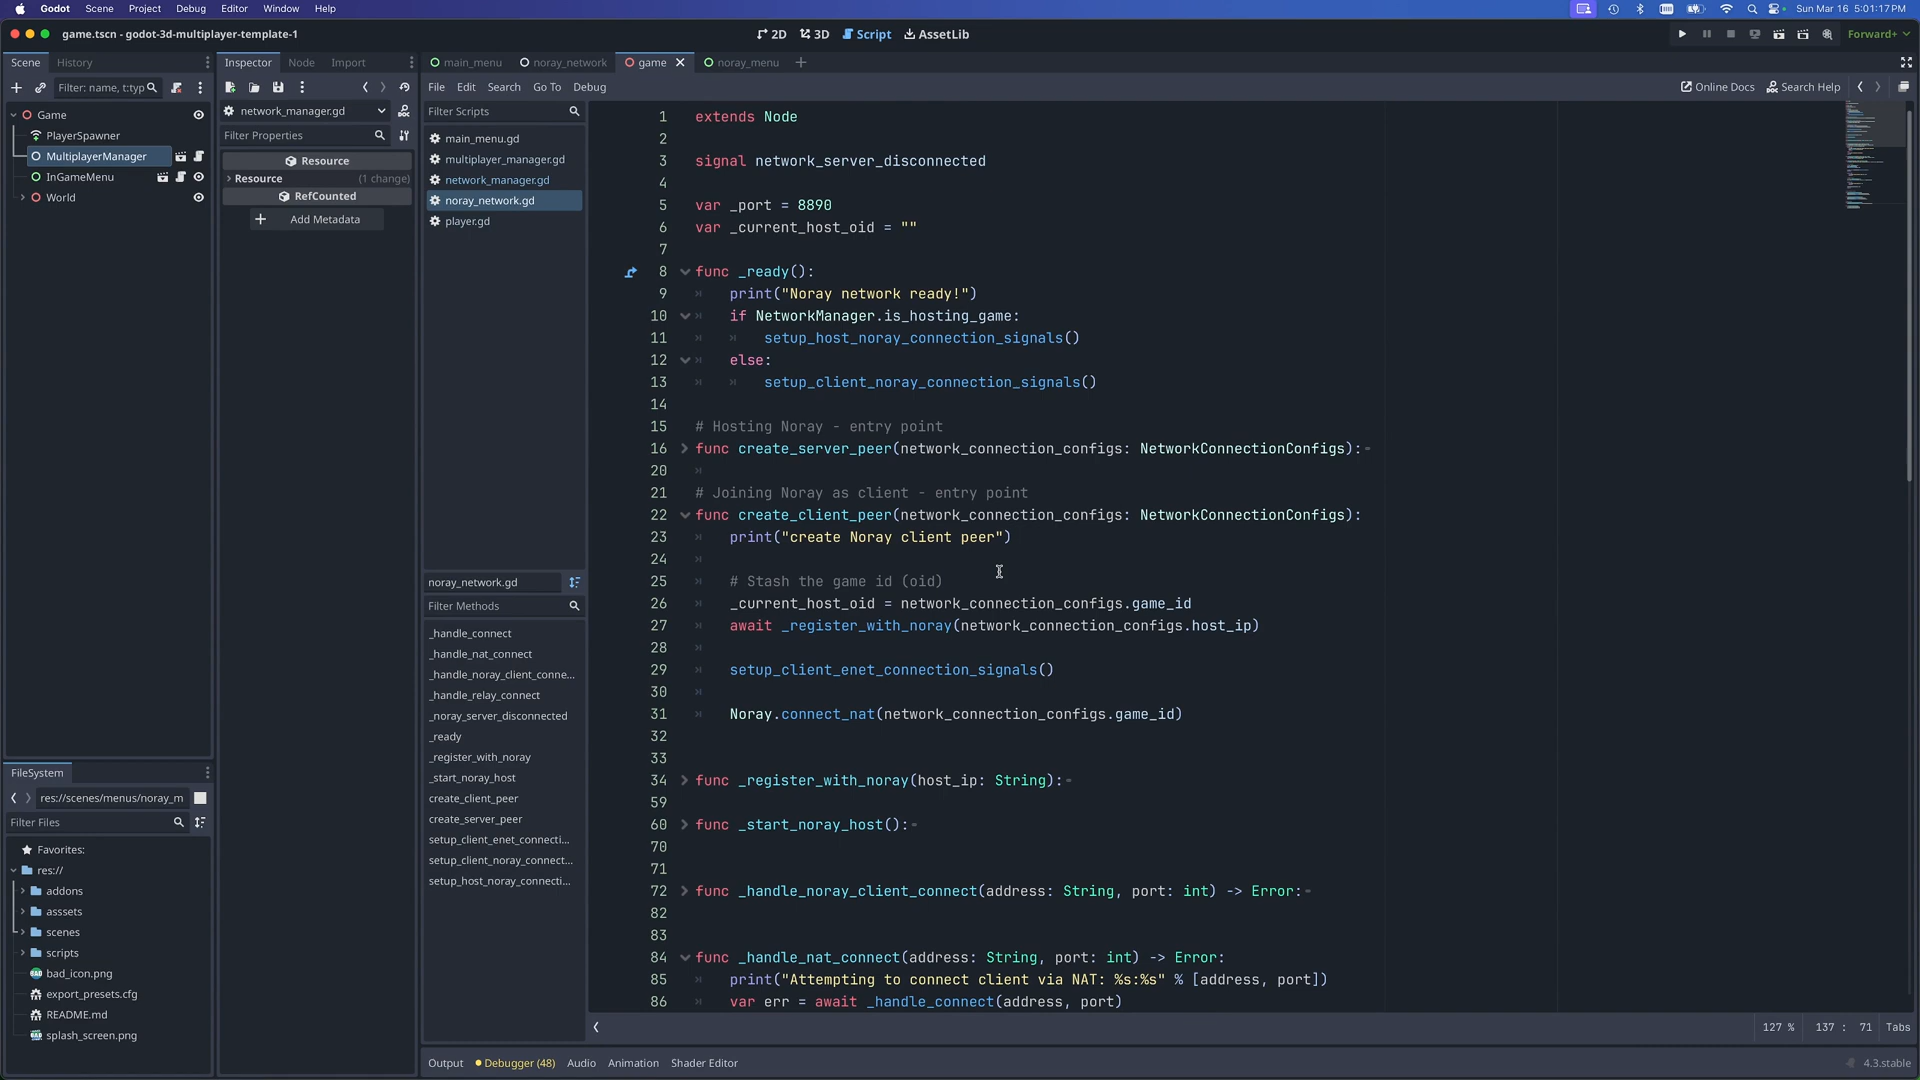 Godot Scene Project Debug Editor Window Help Sun Mar 16 5:01:17 PM
game.tscn - godot-3d-multiplayer-template-1 2D 3D Script AssetLib Forward+
Scene History Inspector Node Import main_menu noray_network game noray_menu
Filter: name, t:typ File Edit Search Go To Debug Online Docs Search Help
Game
PlayerSpawner
MultiplayerManager
InGameMenu
World
FileSystem
res://scenes/menus/noray_m
Filter Files
Favorites:
res://
addons
asssets
scenes
scripts
bad_icon.png
export_presets.cfg
README.md
splash_screen.png
network_manager.gd
Filter Properties
Resource
Resource (1 change)
RefCounted
Add Metadata
Filter Scripts
main_menu.gd
multiplayer_manager.gd
network_manager.gd
noray_network.gd
player.gd
noray_network.gd
Filter Methods
_handle_connect
_handle_nat_connect
_handle_noray_client_conne...
_handle_relay_connect
_noray_server_disconnected
_ready
_register_with_noray
_start_noray_host
create_client_peer
create_server_peer
setup_client_enet_connecti...
setup_client_noray_connect...
setup_host_noray_connecti...
1 extends Node
2
3 signal network_server_disconnected
4
5 var _port = 8890
6 var _current_host_oid = ""
7
8 func _ready():
9 print("Noray network ready!")
10 if NetworkManager.is_hosting_game:
11 setup_host_noray_connection_signals()
12 else:
13 setup_client_noray_connection_signals()
14
15 # Hosting Noray - entry point
16 func create_server_peer(network_connection_configs: NetworkConnectionConfigs):
20
21 # Joining Noray as client - entry point
22 func create_client_peer(network_connection_configs: NetworkConnectionConfigs):
23 print("create Noray client peer")
24
25 # Stash the game id (oid)
26 _current_host_oid = network_connection_configs.game_id
27 await _register_with_noray(network_connection_configs.host_ip)
28
29 setup_client_enet_connection_signals()
30
31 Noray.connect_nat(network_connection_configs.game_id)
32
33
34 func _register_with_noray(host_ip: String):
59
60 func _start_noray_host():
70
71
72 func _handle_noray_client_connect(address: String, port: int) -> Error:
82
83
84 func _handle_nat_connect(address: String, port: int) -> Error:
85 print("Attempting to connect client via NAT: %s:%s" % [address, port])
86 var err = await _handle_connect(address, port)
127 % 137 : 71 Tabs
Output Debugger (48) Audio Animation Shader Editor 4.3.stable